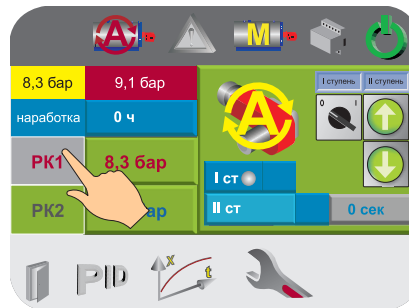 A M
8,3 бар 9,1 бар
I ступень II ступень
наработка 0 ч
0 I
A
РК1 8,3 бар
I ст
РК2 ар
II ст 0 сек
PID
x
t